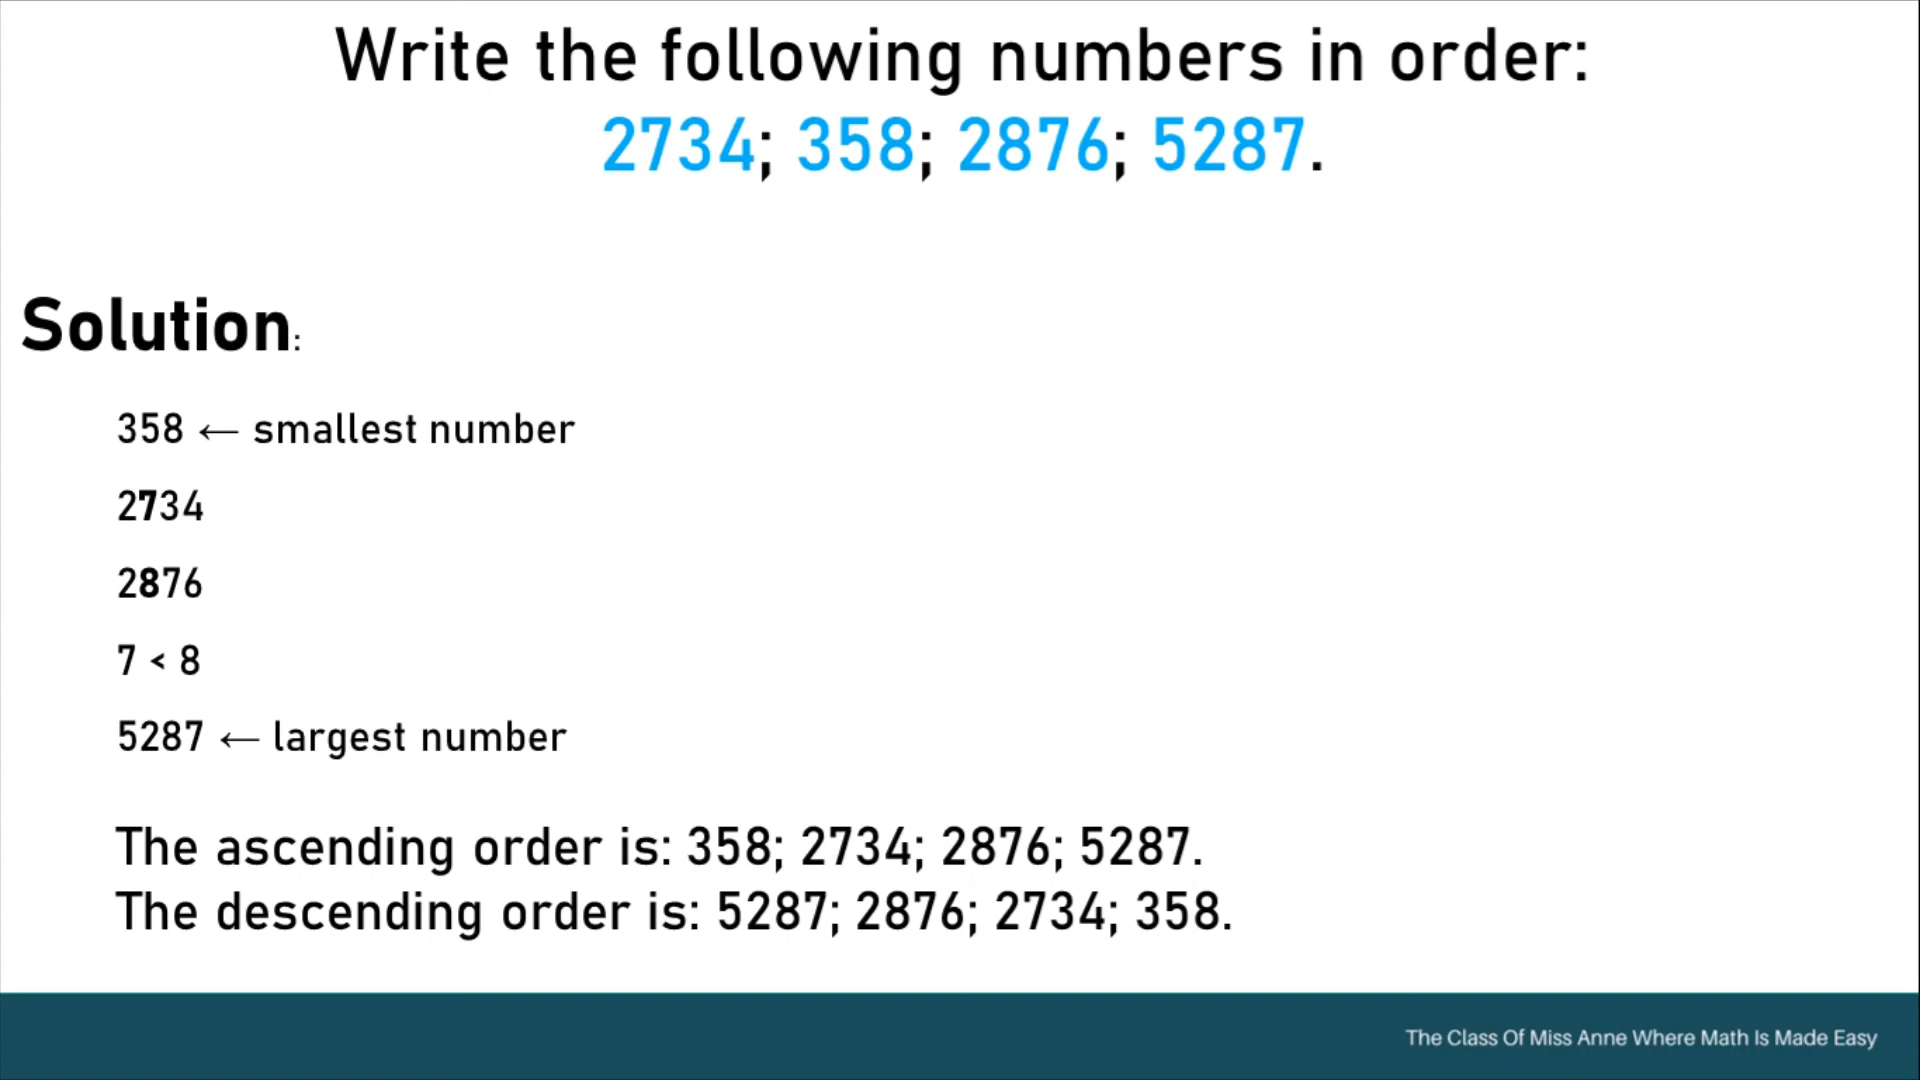 Write the following numbers in order:
2734; 358; 2876; 5287.
Solution:
358 ← smallest number
2734
2876
7 < 8
5287 ← largest number
The ascending order is: 358; 2734; 2876; 5287.
The descending order is: 5287; 2876; 2734; 358.
The Class Of Miss Anne Where Math Is Made Easy